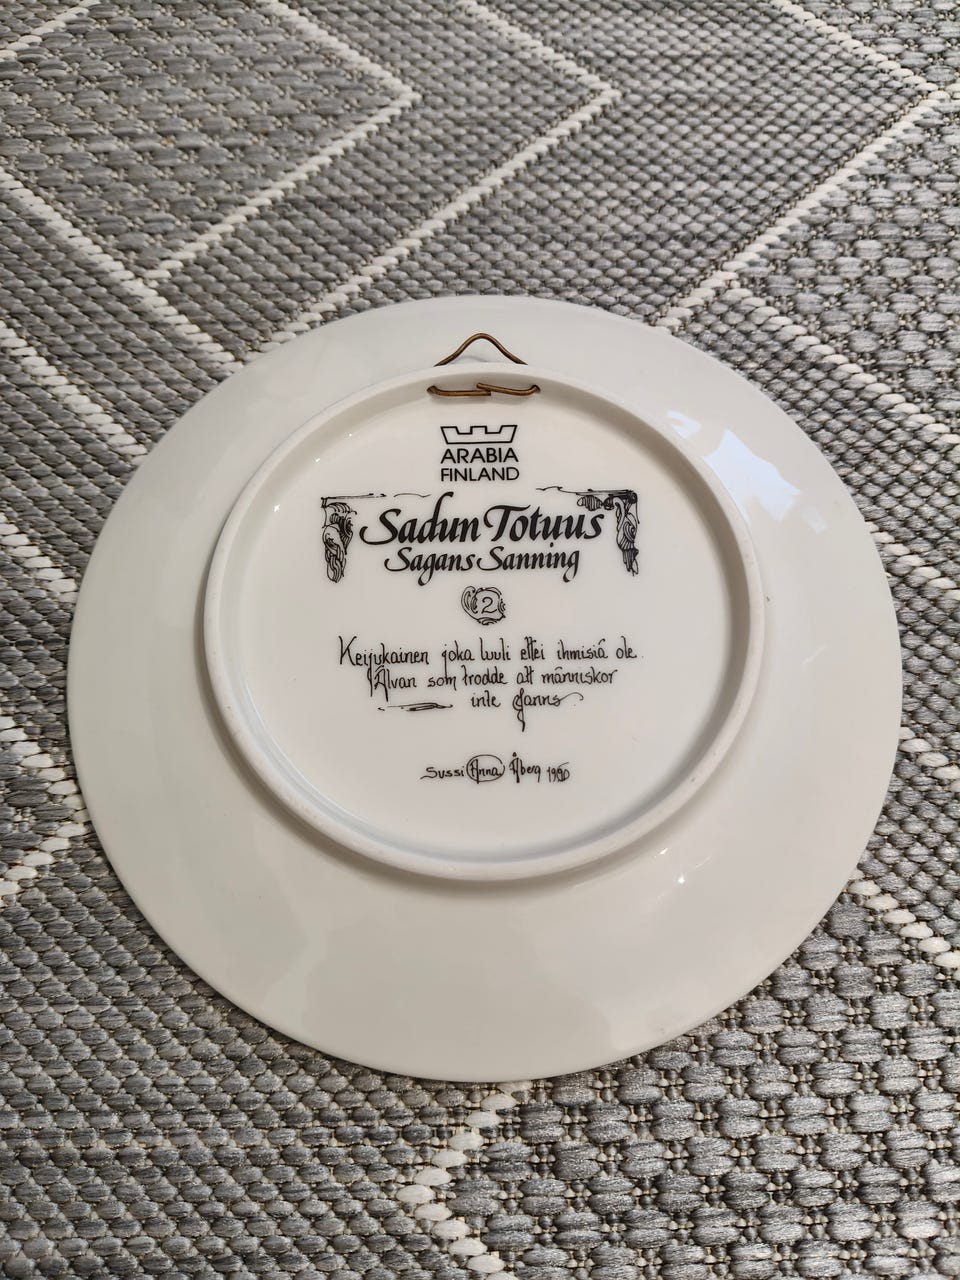 ARABIA
FINLAND
Sadun Totuus
Sagans Sanning
2
Keijukainen joka luuli ettei ihmisiä ole.
Älvan som trodde att människor
inte fanns
Sussi Anna Åberg 1990